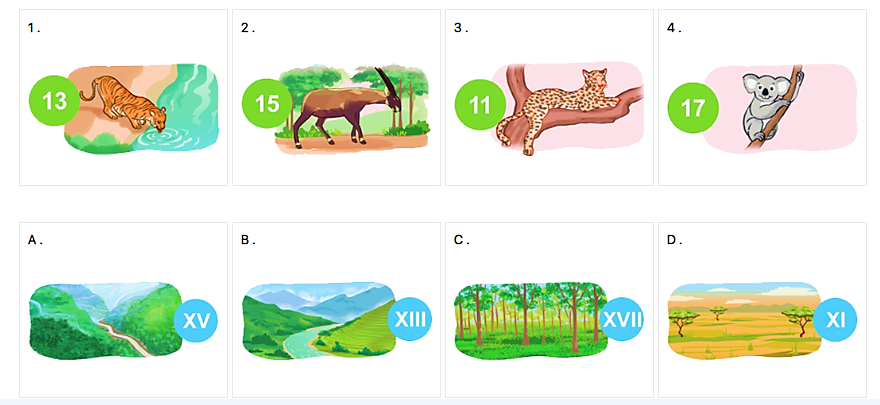 1.
13
2.
15
3.
11
4.
17
A.
XV
B.
XIII
C.
XVII
D.
XI